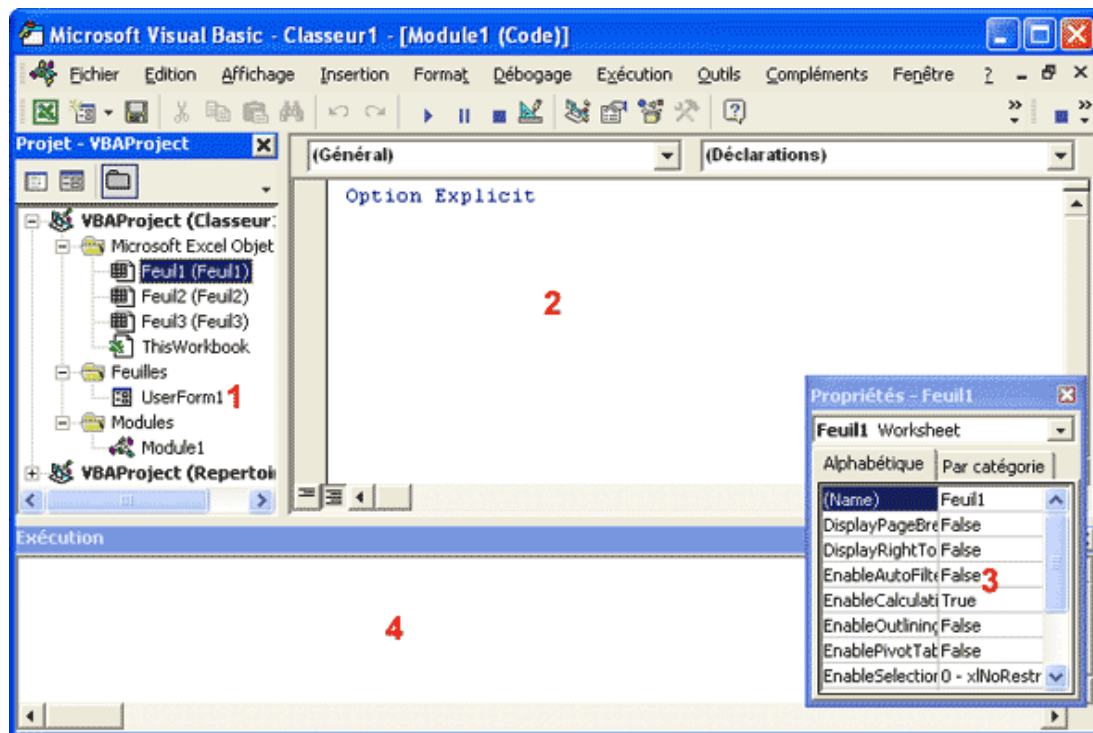 Microsoft Visual Basic - Classeur1 - [Module1 (Code)]
Fichier Edition Affichage Insertion Format Débogage Exécution Outils Compléments Fenêtre ?
Projet - VBAProject
(Général)
(Déclarations)
Option Explicit
VBAProject (Classeur1
Microsoft Excel Objet
Feuil1 (Feuil1)
Feuil2 (Feuil2)
Feuil3 (Feuil3)
ThisWorkbook
Feuilles
UserForm1 1
Modules
Module1
VBAProject (Repertoi
2
Propriétés - Feuil1
Feuil1 Worksheet
Alphabétique Par catégorie
(Name) Feuil1
DisplayPageBre False
DisplayRightTo False
EnableAutoFilte False 3
EnableCalculati True
EnableOutlining False
EnablePivotTab False
EnableSelection 0 - xlNoRestr
Exécution
4